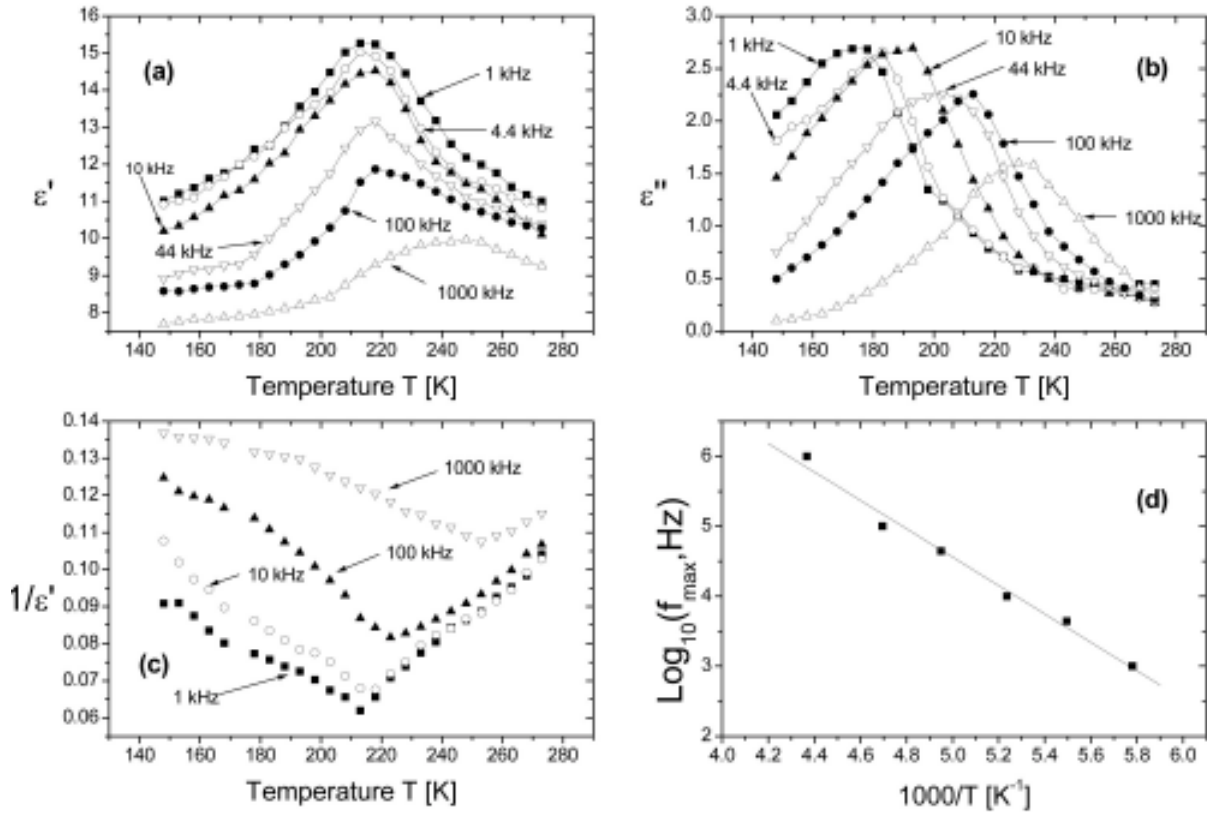 16
15
14
13
12
11
10
9
8
ε'
(a)
1 kHz
4.4 kHz
10 kHz
44 kHz
100 kHz
1000 kHz
140 160 180 200 220 240 260 280
Temperature T [K]
3.0
2.5
2.0
1.5
1.0
0.5
0.0
ε"
(b)
1 kHz
4.4 kHz
10 kHz
44 kHz
100 kHz
1000 kHz
140 160 180 200 220 240 260 280
Temperature T [K]
0.14
0.13
0.12
0.11
0.10
0.09
0.08
0.07
0.06
1/ε'
(c)
1000 kHz
100 kHz
10 kHz
1 kHz
140 160 180 200 220 240 260 280
Temperature T [K]
6
5
4
3
2
Log10(fmax,Hz)
(d)
4.0 4.2 4.4 4.6 4.8 5.0 5.2 5.4 5.6 5.8 6.0
1000/T [K-1]